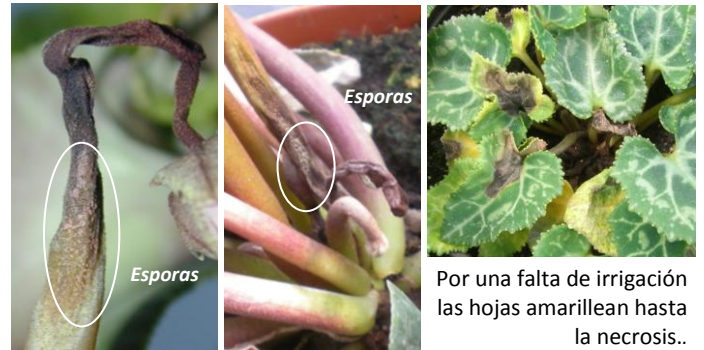 Esporas
Esporas
Por una falta de irrigación
las hojas amarillean hasta
la necrosis..